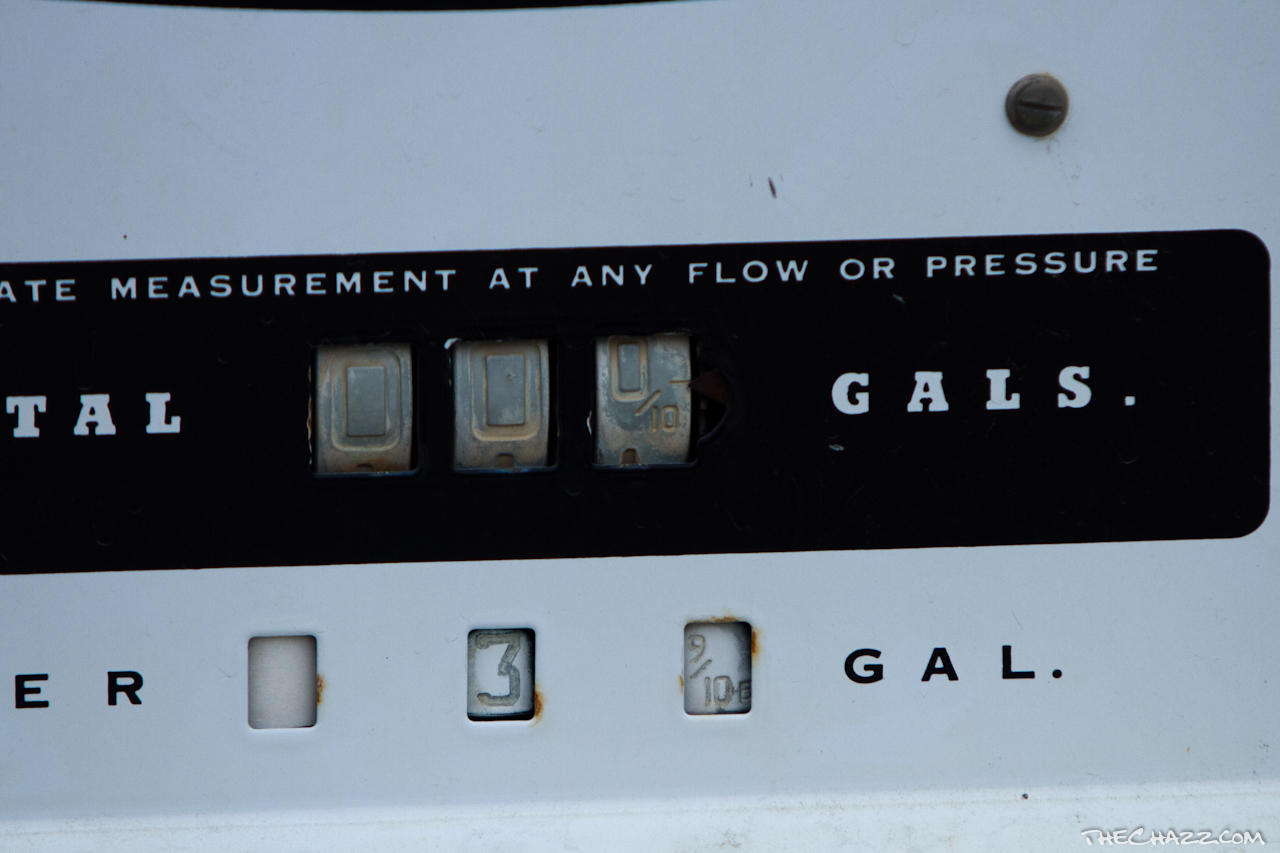 ATE MEASUREMENT AT ANY FLOW OR PRESSURE
TAL 0 0 0/10 GALS.
ER 3 9/10 GAL.
THECHAZZ.COM